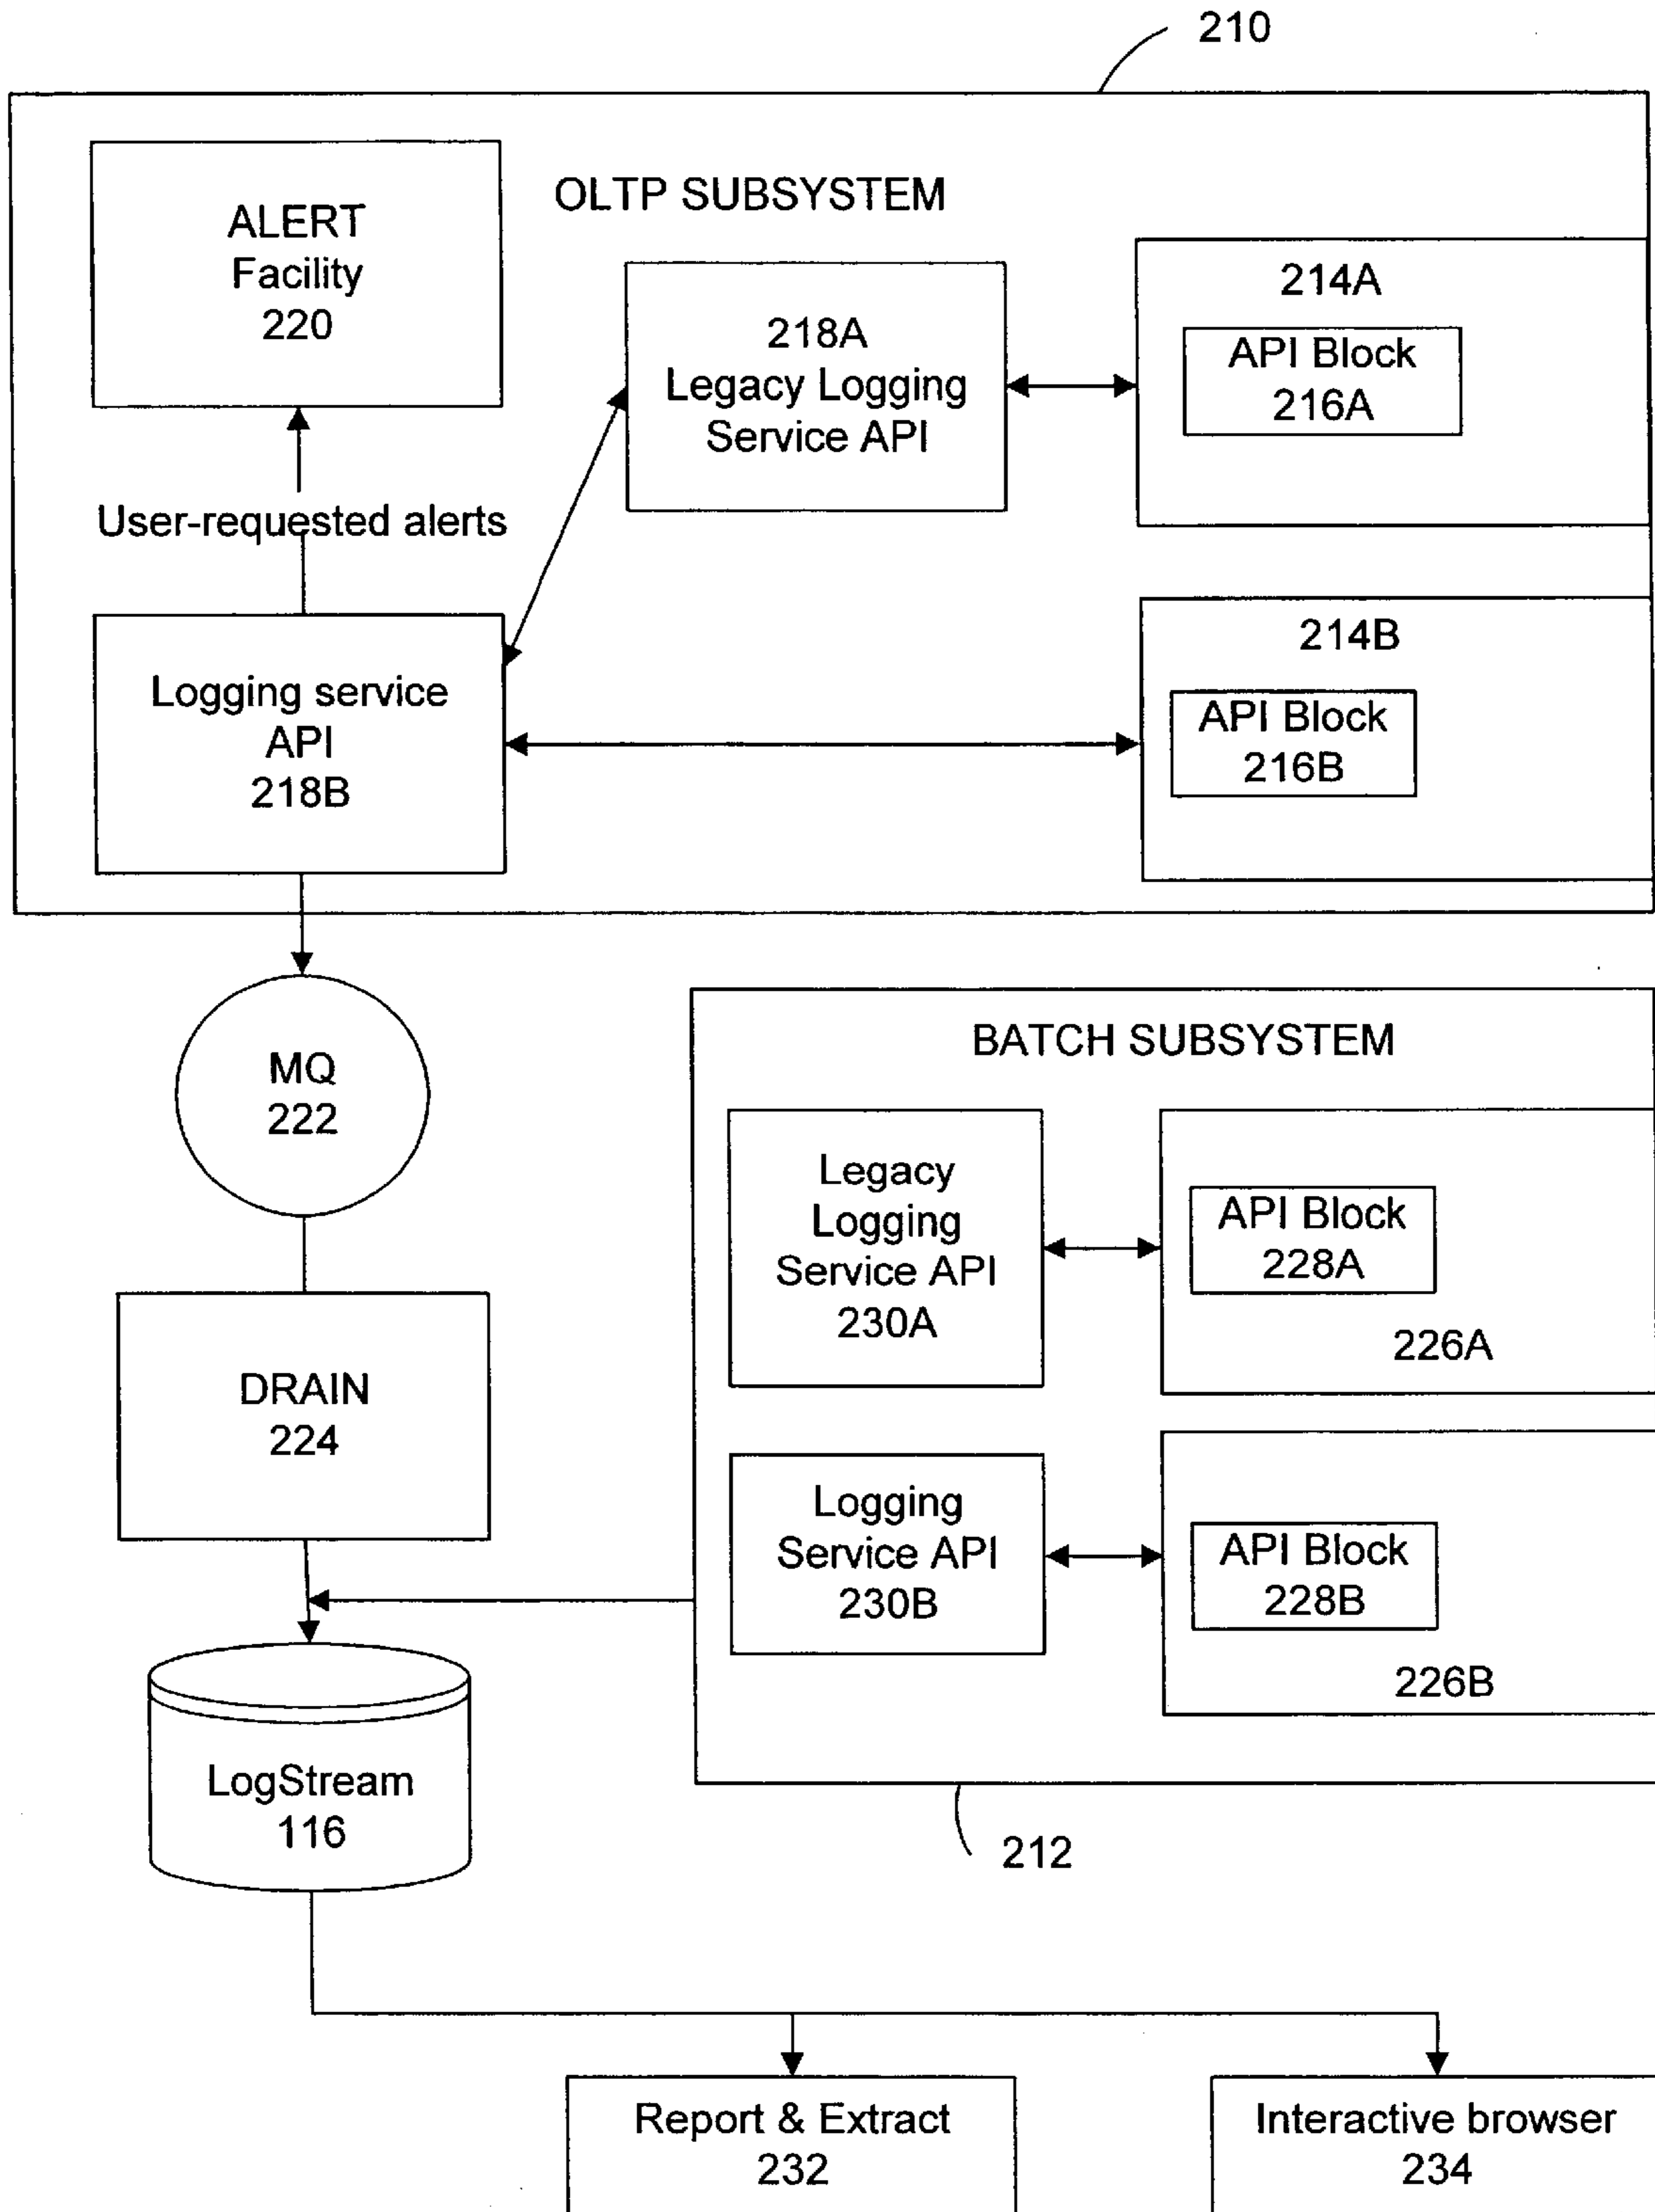 210
OLTP SUBSYSTEM
ALERT
Facility
220
218A
Legacy Logging
Service API
214A
API Block
216A
User-requested alerts
Logging service
API
218B
214B
API Block
216B
MQ
222
BATCH SUBSYSTEM
Legacy
Logging
Service API
230A
API Block
228A
226A
DRAIN
224
Logging
Service API
230B
API Block
228B
226B
LogStream
116
212
Report & Extract
232
Interactive browser
234